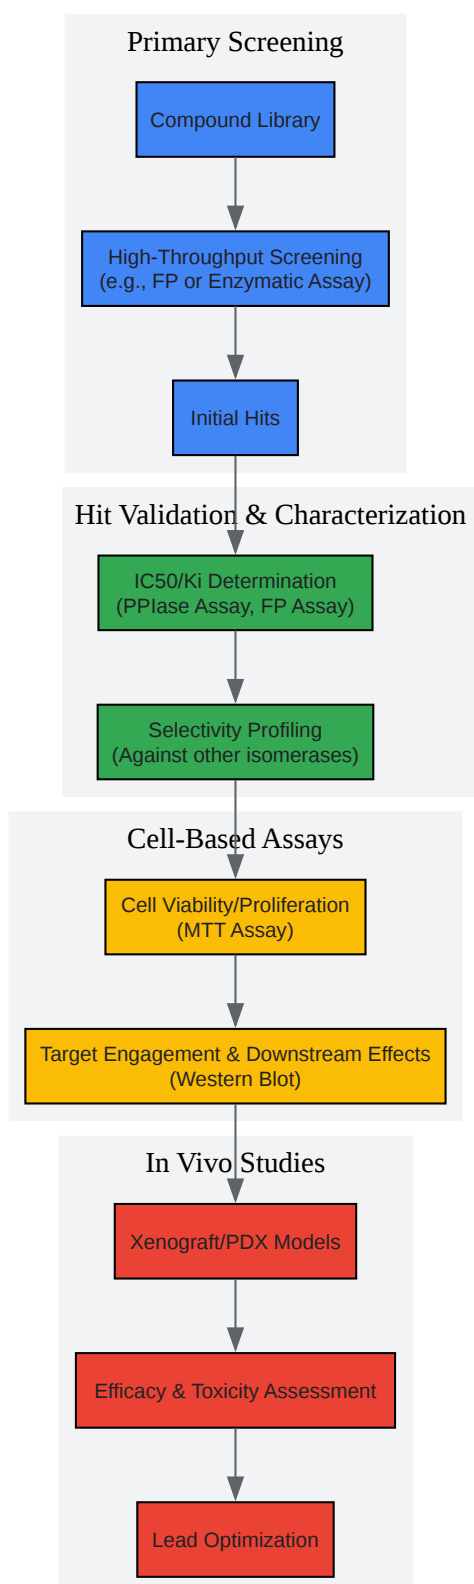 Primary Screening
Compound Library
High-Throughput Screening
(e.g., FP or Enzymatic Assay)
Initial Hits
Hit Validation & Characterization
IC50/Ki Determination
(PPIase Assay, FP Assay)
Selectivity Profiling
(Against other isomerases)
Cell-Based Assays
Cell Viability/Proliferation
(MTT Assay)
Target Engagement & Downstream Effects
(Western Blot)
In Vivo Studies
Xenograft/PDX Models
Efficacy & Toxicity Assessment
Lead Optimization